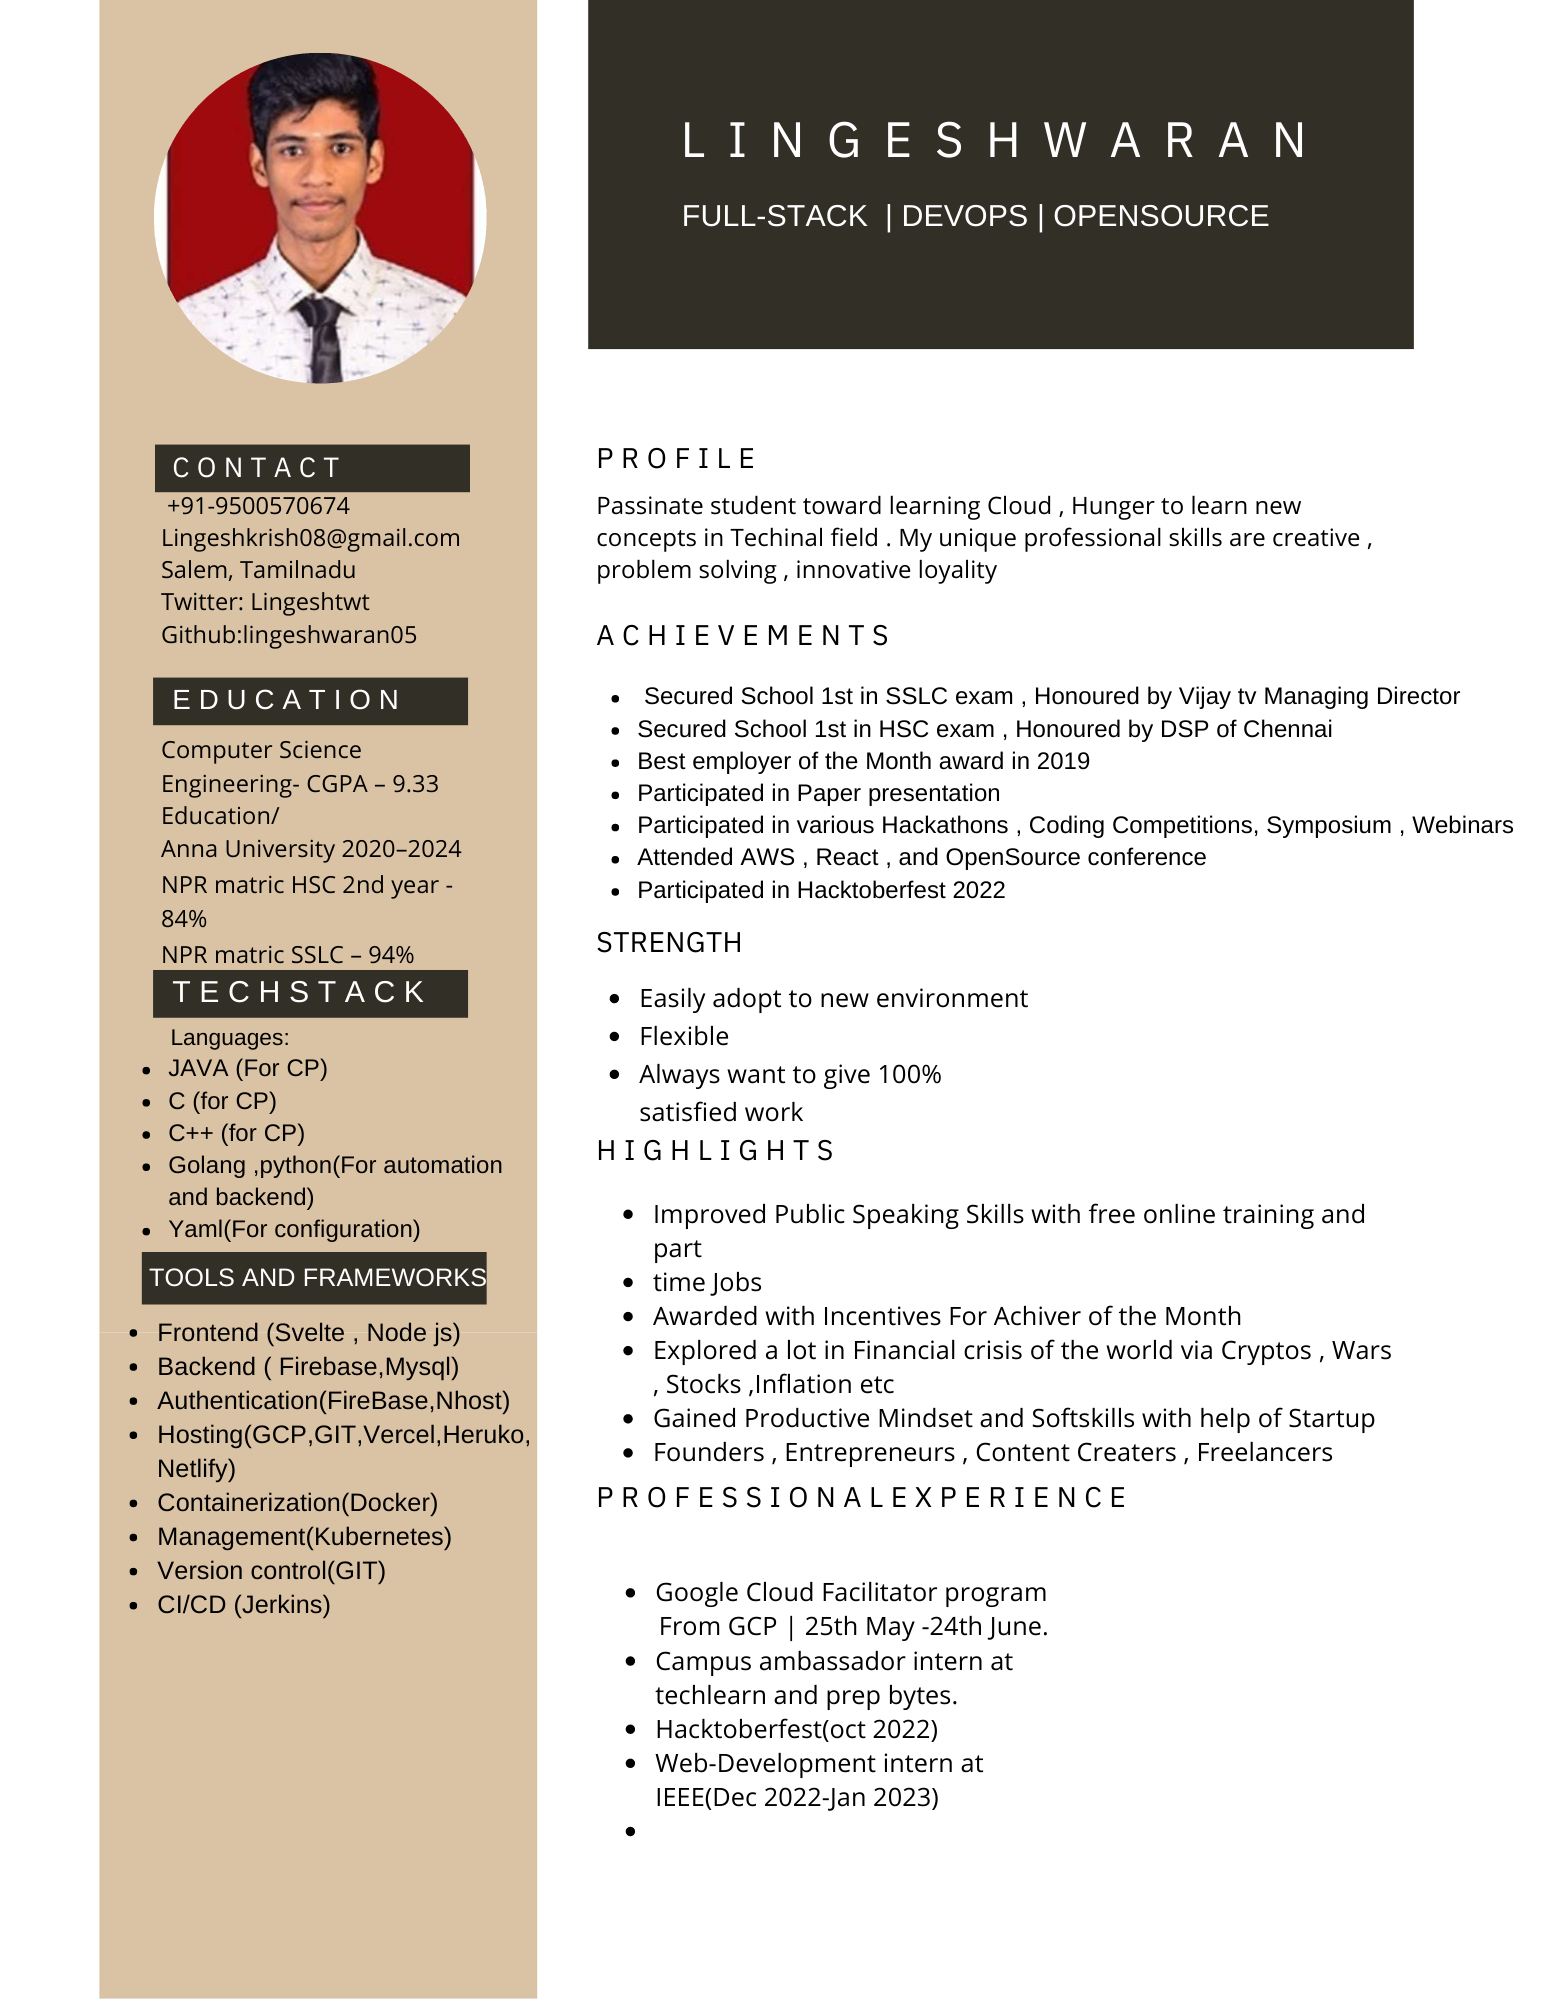 LINGESHWARAN
FULL-STACK | DEVOPS | OPENSOURCE
CONTACT
+91-9500570674
Lingeshkrish08@gmail.com
Salem, Tamilnadu
Twitter: Lingeshtwt
Github:lingeshwaran05
EDUCATION
Computer Science
Engineering- CGPA – 9.33
Education/
Anna University 2020–2024
NPR matric HSC 2nd year -
84%
NPR matric SSLC – 94%
TECHSTACK
Languages:
• JAVA (For CP)
• C (for CP)
• C++ (for CP)
• Golang ,python(For automation
and backend)
• Yaml(For configuration)
TOOLS AND FRAMEWORKS
• Frontend (Svelte , Node js)
• Backend ( Firebase,Mysql)
• Authentication(FireBase,Nhost)
• Hosting(GCP,GIT,Vercel,Heruko,
Netlify)
• Containerization(Docker)
• Management(Kubernetes)
• Version control(GIT)
• CI/CD (Jerkins)
PROFILE
Passinate student toward learning Cloud , Hunger to learn new
concepts in Techinal field . My unique professional skills are creative ,
problem solving , innovative loyality
ACHIEVEMENTS
• Secured School 1st in SSLC exam , Honoured by Vijay tv Managing Director
• Secured School 1st in HSC exam , Honoured by DSP of Chennai
• Best employer of the Month award in 2019
• Participated in Paper presentation
• Participated in various Hackathons , Coding Competitions, Symposium , Webinars
• Attended AWS , React , and OpenSource conference
• Participated in Hacktoberfest 2022
STRENGTH
• Easily adopt to new environment
• Flexible
• Always want to give 100%
satisfied work
HIGHLIGHTS
• Improved Public Speaking Skills with free online training and
part
• time Jobs
• Awarded with Incentives For Achiver of the Month
• Explored a lot in Financial crisis of the world via Cryptos , Wars
, Stocks ,Inflation etc
• Gained Productive Mindset and Softskills with help of Startup
• Founders , Entrepreneurs , Content Creaters , Freelancers
PROFESSIONALEXPERIENCE
• Google Cloud Facilitator program
From GCP | 25th May -24th June.
• Campus ambassador intern at
techlearn and prep bytes.
• Hacktoberfest(oct 2022)
• Web-Development intern at
IEEE(Dec 2022-Jan 2023)
•